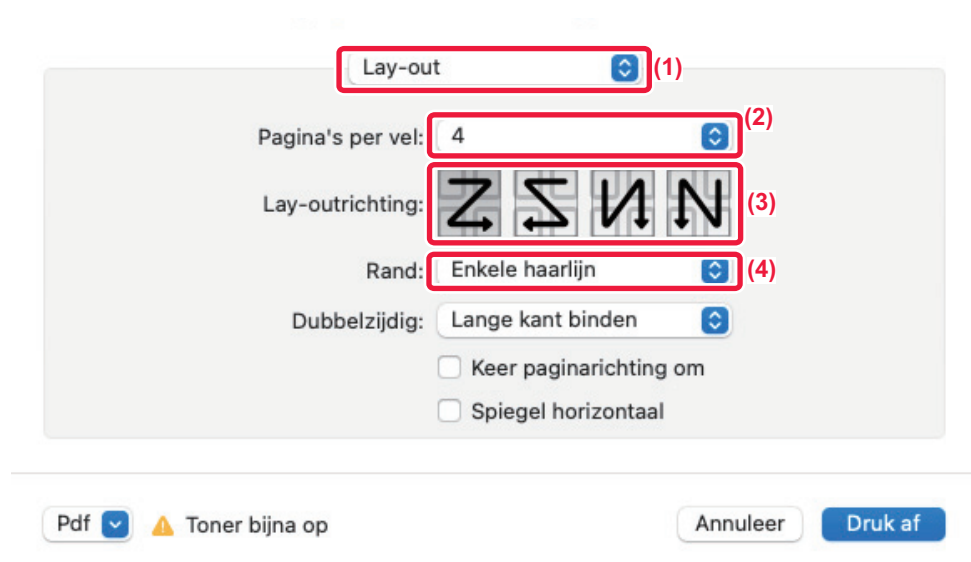 Lay-out (1)
Pagina's per vel: 4 (2)
Lay-outrichting: (3)
Rand: Enkele haarlijn (4)
Dubbelzijdig: Lange kant binden
Keer paginarichting om
Spiegel horizontaal
Pdf Toner bijna op Annuleer Druk af